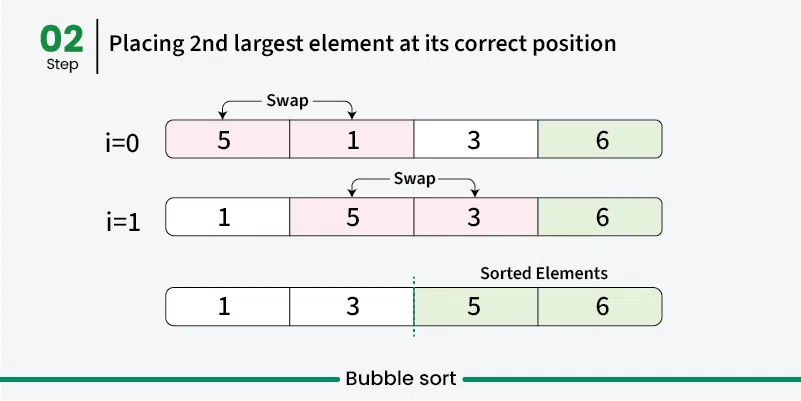 02
Step
Placing 2nd largest element at its correct position
Swap
i=0 5 1 3 6
Swap
i=1 1 5 3 6
Sorted Elements
1 3 5 6
Bubble sort